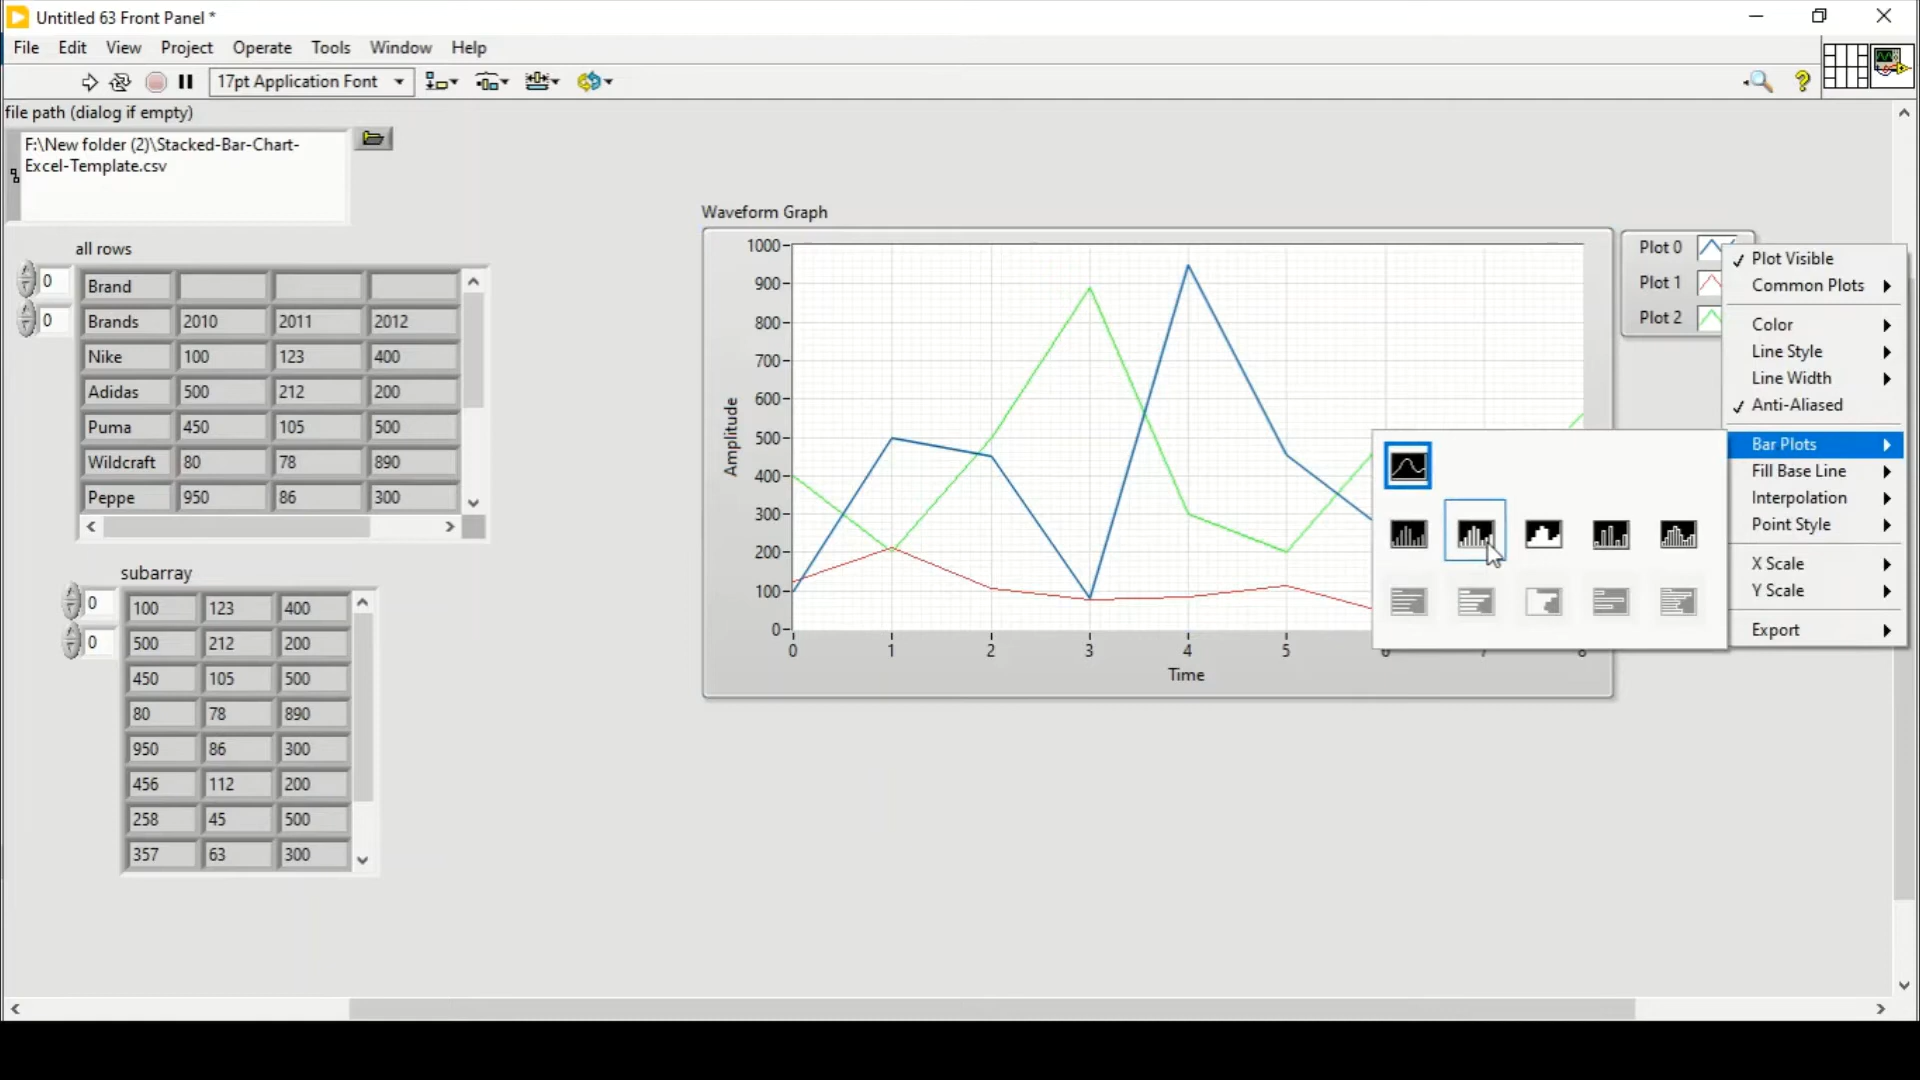 Untitled 63 Front Panel *
File Edit View Project Operate Tools Window Help
17pt Application Font
file path (dialog if empty)
F:\New folder (2)\Stacked-Bar-Chart-
Excel-Template.csv
all rows
0
0
Brand
Brands 2010 2011 2012
Nike 100 123 400
Adidas 500 212 200
Puma 450 105 500
Wildcraft 80 78 890
Peppe 950 86 300
subarray
0
0
100 123 400
500 212 200
450 105 500
80 78 890
950 86 300
456 112 200
258 45 500
357 63 300
Waveform Graph
1000
900
800
700
600
500
400
300
200
100
0
Amplitude
0 1 2 3 4 5
Time
Plot 0
Plot 1
Plot 2
Plot Visible
Common Plots
Color
Line Style
Line Width
Anti-Aliased
Bar Plots
Fill Base Line
Interpolation
Point Style
X Scale
Y Scale
Export